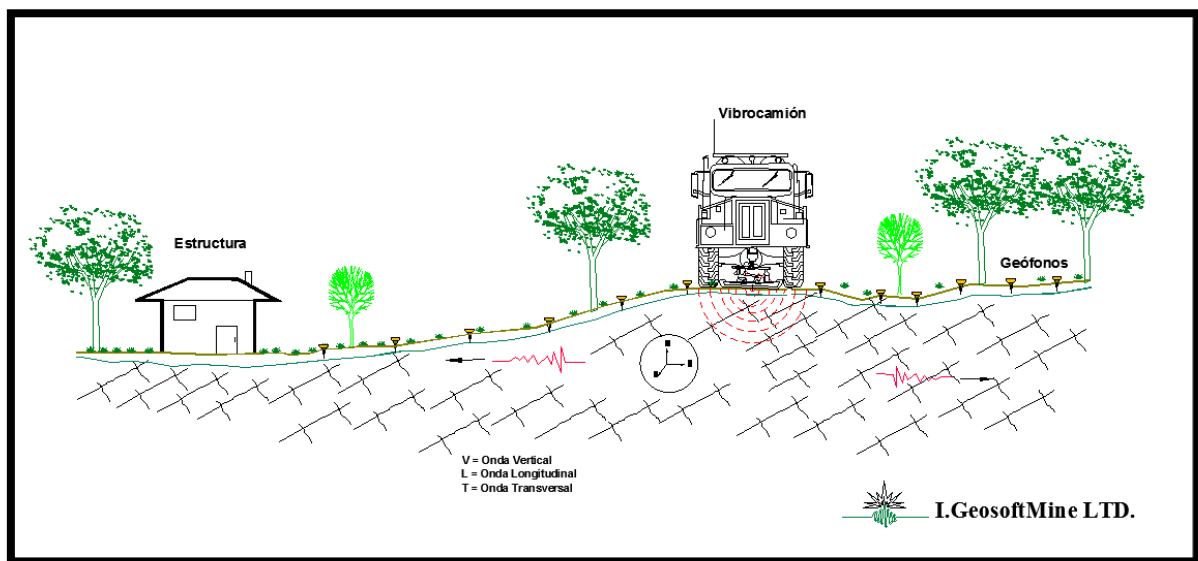 Vibrocamión
Estructura
Geófonos
V = Onda Vertical
L = Onda Longitudinal
T = Onda Transversal
I.GeosoftMine LTD.